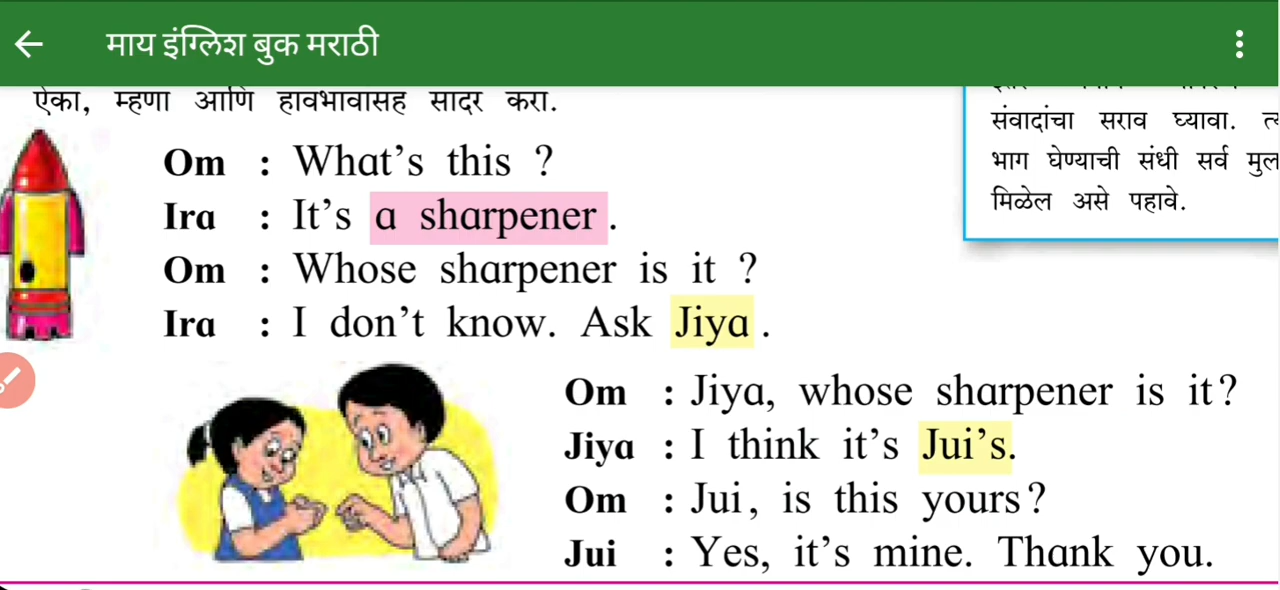 माय इंग्लिश बुक मराठी
ऐका, म्हणा आणि हावभावासह सादर करा.
संवादांचा सराव घ्यावा.
भाग घेण्याची संधी सर्व
मिळेल असे पहावे.
Om : What's this ?
Ira : It's a sharpener .
Om : Whose sharpener is it ?
Ira : I don't know. Ask Jiya .
Om : Jiya, whose sharpener is it?
Jiya : I think it's Jui's.
Om : Jui, is this yours?
Jui : Yes, it's mine. Thank you.